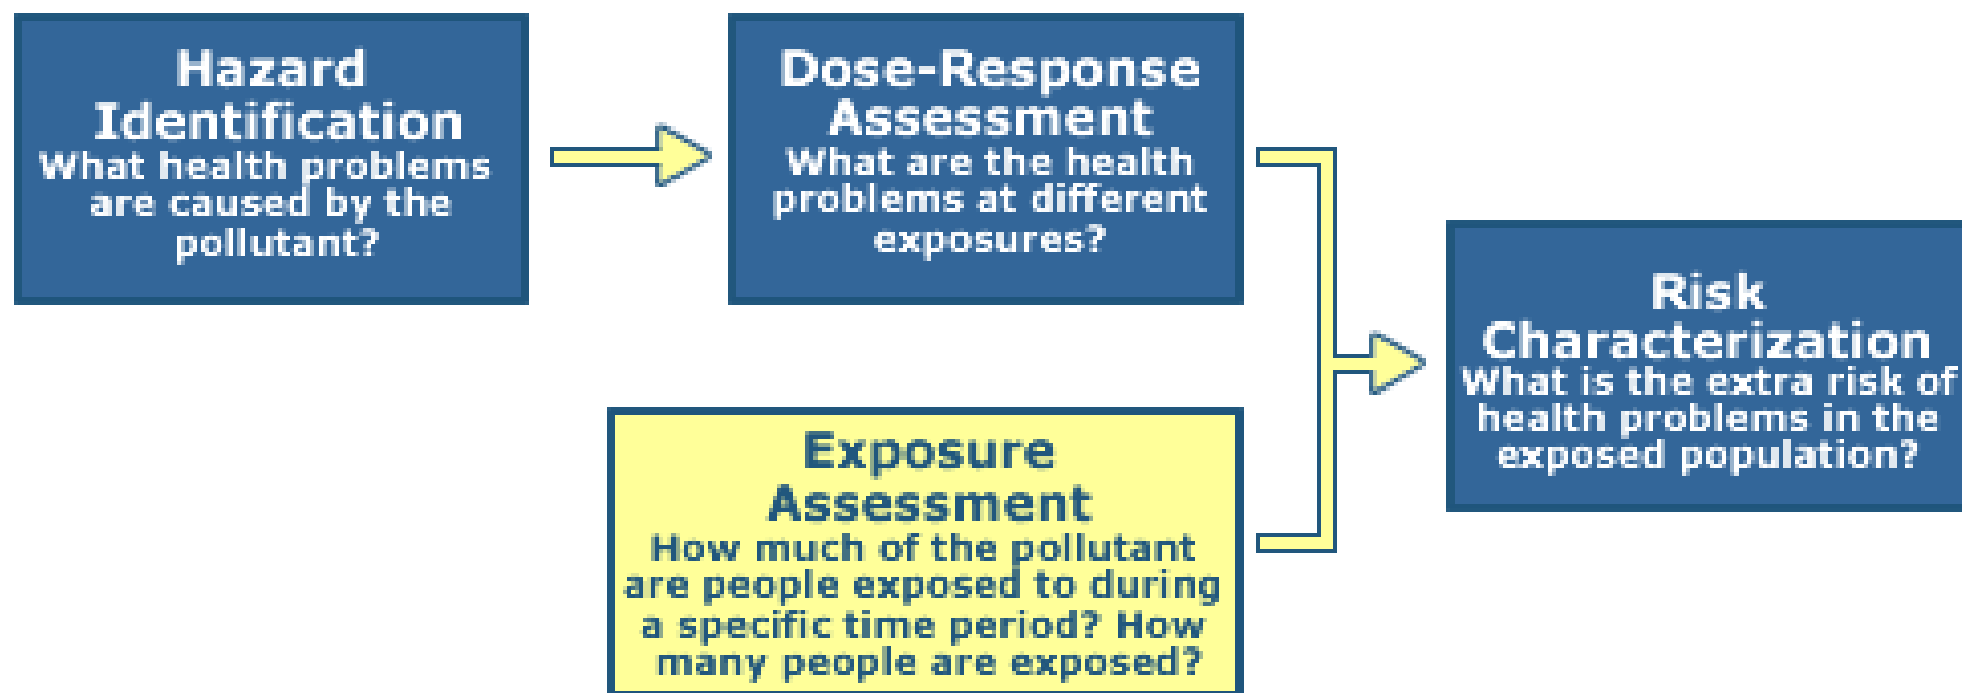 Hazard
Identification
What health problems
are caused by the
pollutant?
Dose-Response
Assessment
What are the health
problems at different
exposures?
Exposure
Assessment
How much of the pollutant
are people exposed to during
a specific time period? How
many people are exposed?
Risk
Characterization
What is the extra risk of
health problems in the
exposed population?